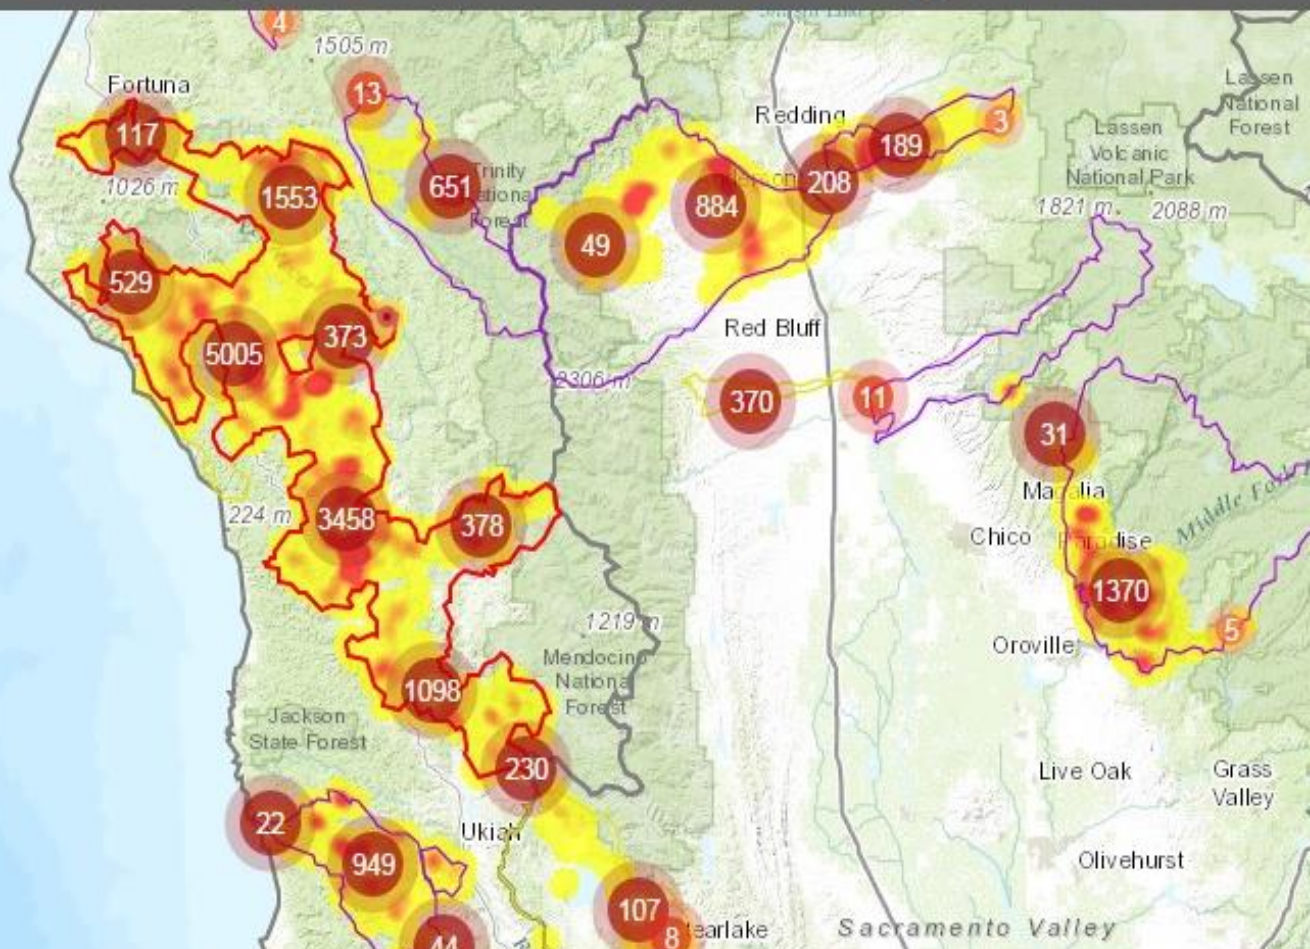 4
1505 m
Fortuna
13
117
Redding
189
3
Lassen
National
Forest
Lassen
Volcanic
National Park
Trinity
651
1026 m
1553
208
884
1821 m
2088 m
49
529
373
5005
Red Bluff
2306 m
370
11
31
Magalia
224 m
3458
378
Chico
Paradise
Middle Fork
1370
1219 m
5
Oroville
Mendocino
National
Forest
1098
Jackson
State Forest
230
Live Oak
Grass
Valley
22
Ukiah
949
Olivehurst
107
earlake
8
44
Sacramento Valley